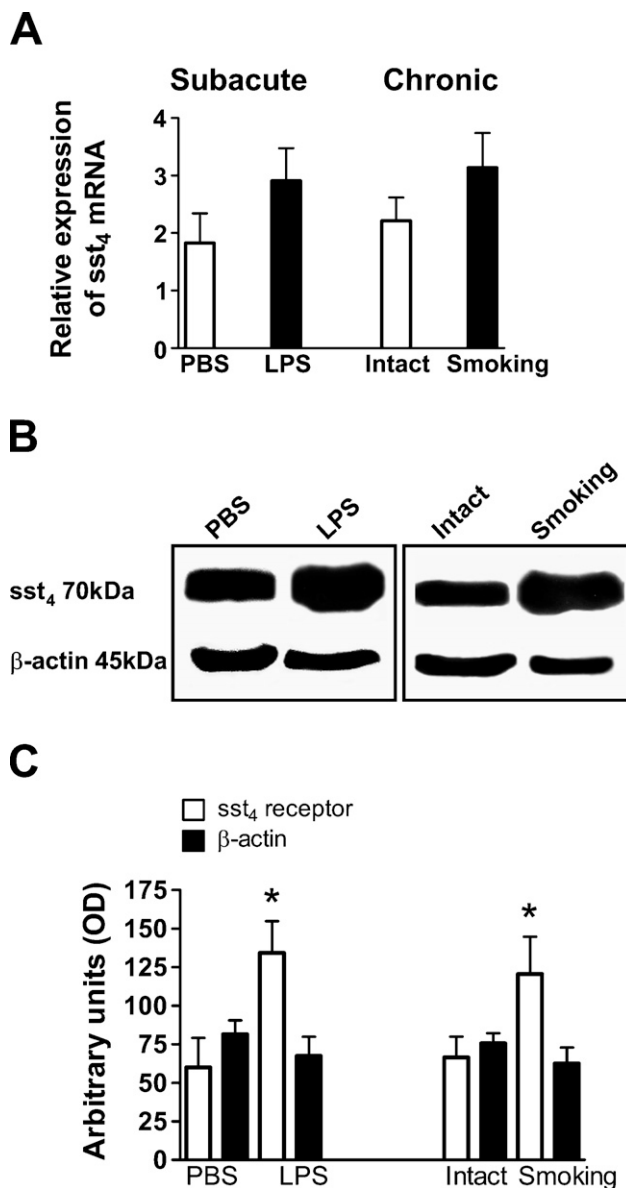 A
Subacute Chronic
Relative expression
of sst₄ mRNA
4
3
2
1
0
PBS LPS Intact Smoking
B
PBS LPS Intact Smoking
sst₄ 70kDa
β-actin 45kDa
C
sst₄ receptor
β-actin
Arbitrary units (OD)
175
150
125
100
75
50
25
0
* *
PBS LPS Intact Smoking